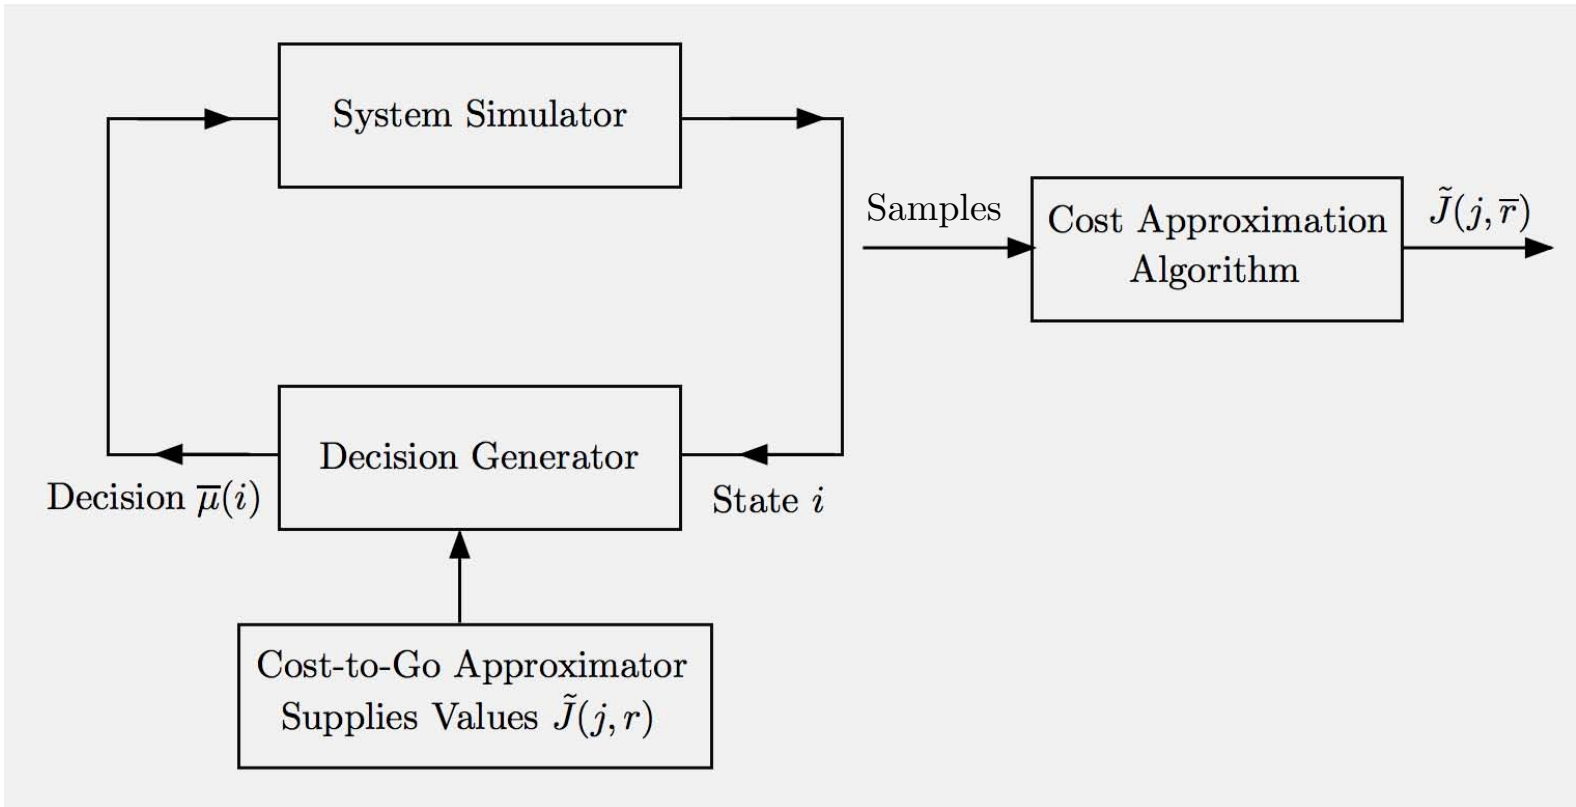 System Simulator
Samples
Cost Approximation
Algorithm
J̃(j, r̅)
Decision Generator
Decision μ̅(i)
State i
Cost-to-Go Approximator
Supplies Values J̃(j, r)